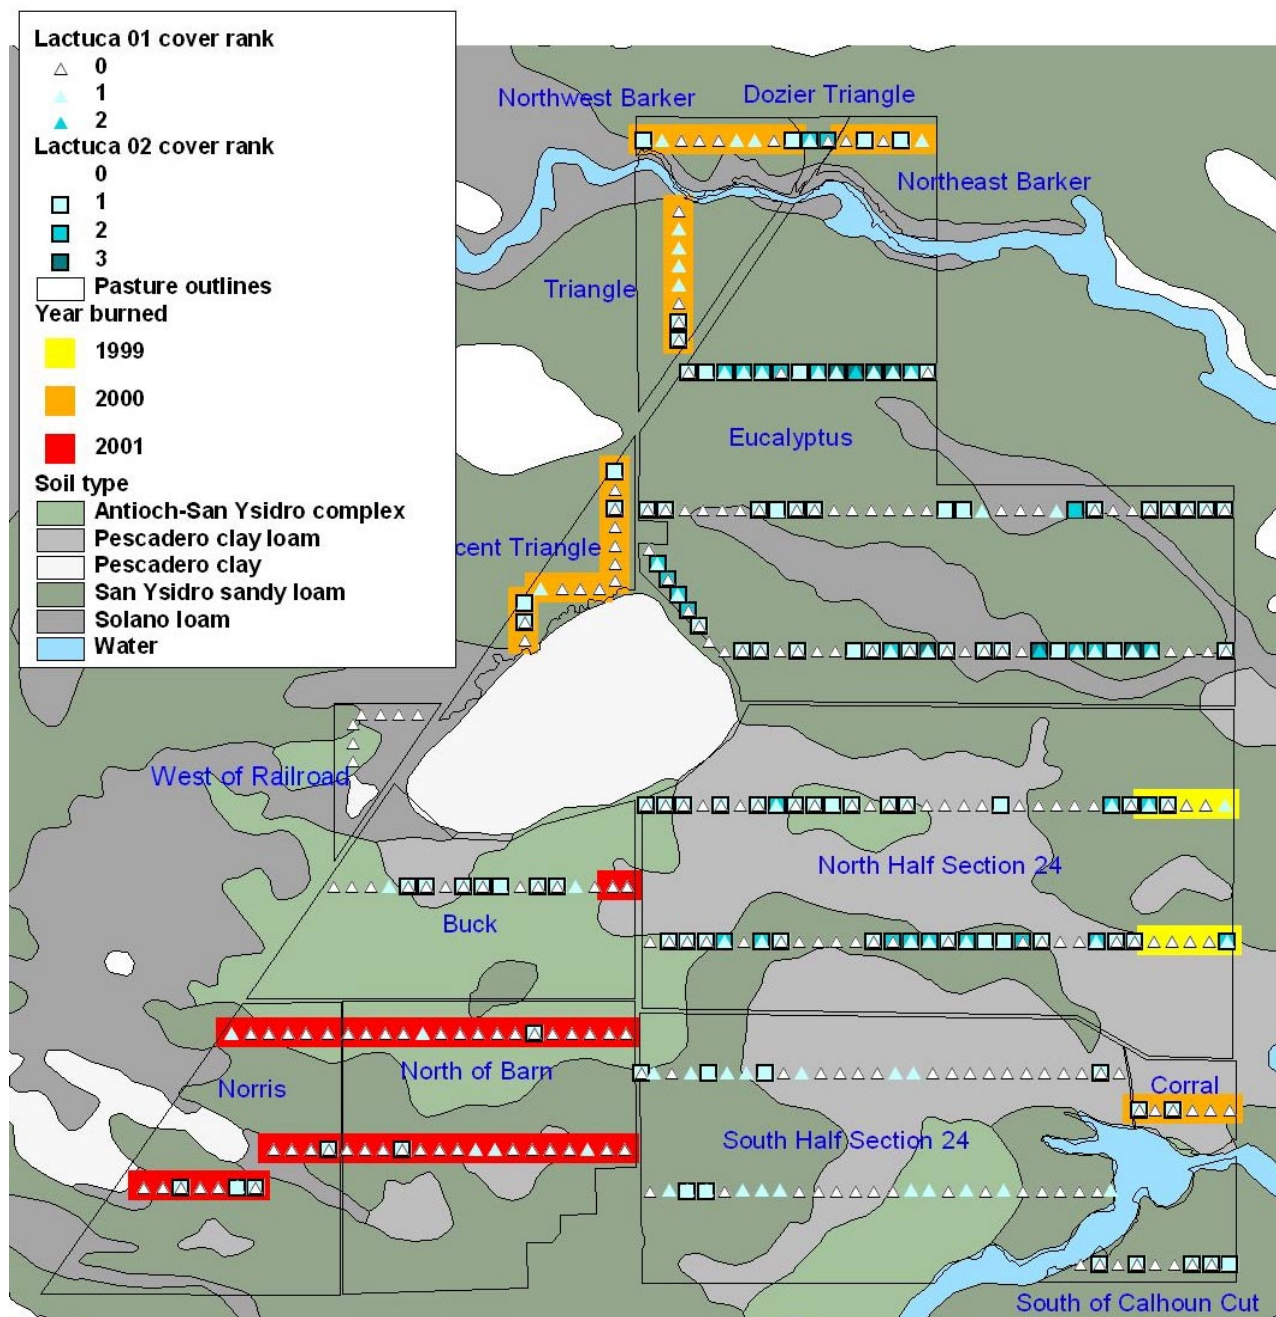 Lactuca 01 cover rank
0
1
2
Lactuca 02 cover rank
0
1
2
3
Pasture outlines
Year burned
1999
2000
2001
Soil type
Antioch-San Ysidro complex
Pescadero clay loam
Pescadero clay
San Ysidro sandy loam
Solano loam
Water
Northwest Barker
Dozier Triangle
Northeast Barker
Triangle
Eucalyptus
cent Triangle
West of Railroad
North Half Section 24
Buck
North of Barn
Norris
Corral
South Half Section 24
South of Calhoun Cut